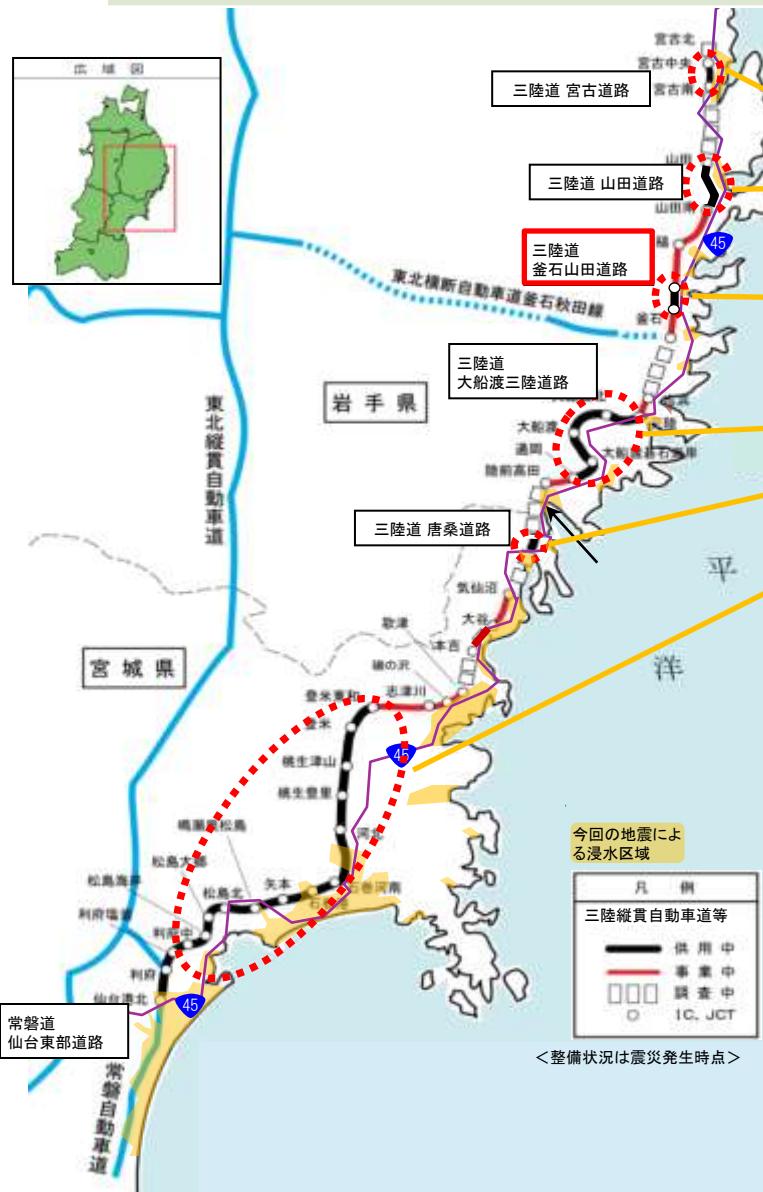 広域図
宮古北
宮古中央
宮古南
三陸道 宮古道路
山田
三陸道 山田道路
山田南
45
三陸道
釜石山田道路
東北横断自動車道釜石秋田線
釜石
三陸道
大船渡三陸道路
岩手県
大船渡
通岡
陸前高田
東北縦貫自動車道
三陸道 唐桑道路
平
洋
気仙沼
大谷
歌津
本吉
宮城県
志津川
登米東和
登米
45
桃生津山
桃生豊里
鳴瀬奥松島
河北
松島大郷
松島海岸
松島北
矢本
石巻河南
利府塩釜
利府中
利府
仙台港北
45
常磐道
仙台東部道路
常磐自動車道
今回の地震によ
る浸水区域
凡例
三陸縦貫自動車道等
供用中
事業中
調査中
IC、JCT
＜整備状況は震災発生時点＞